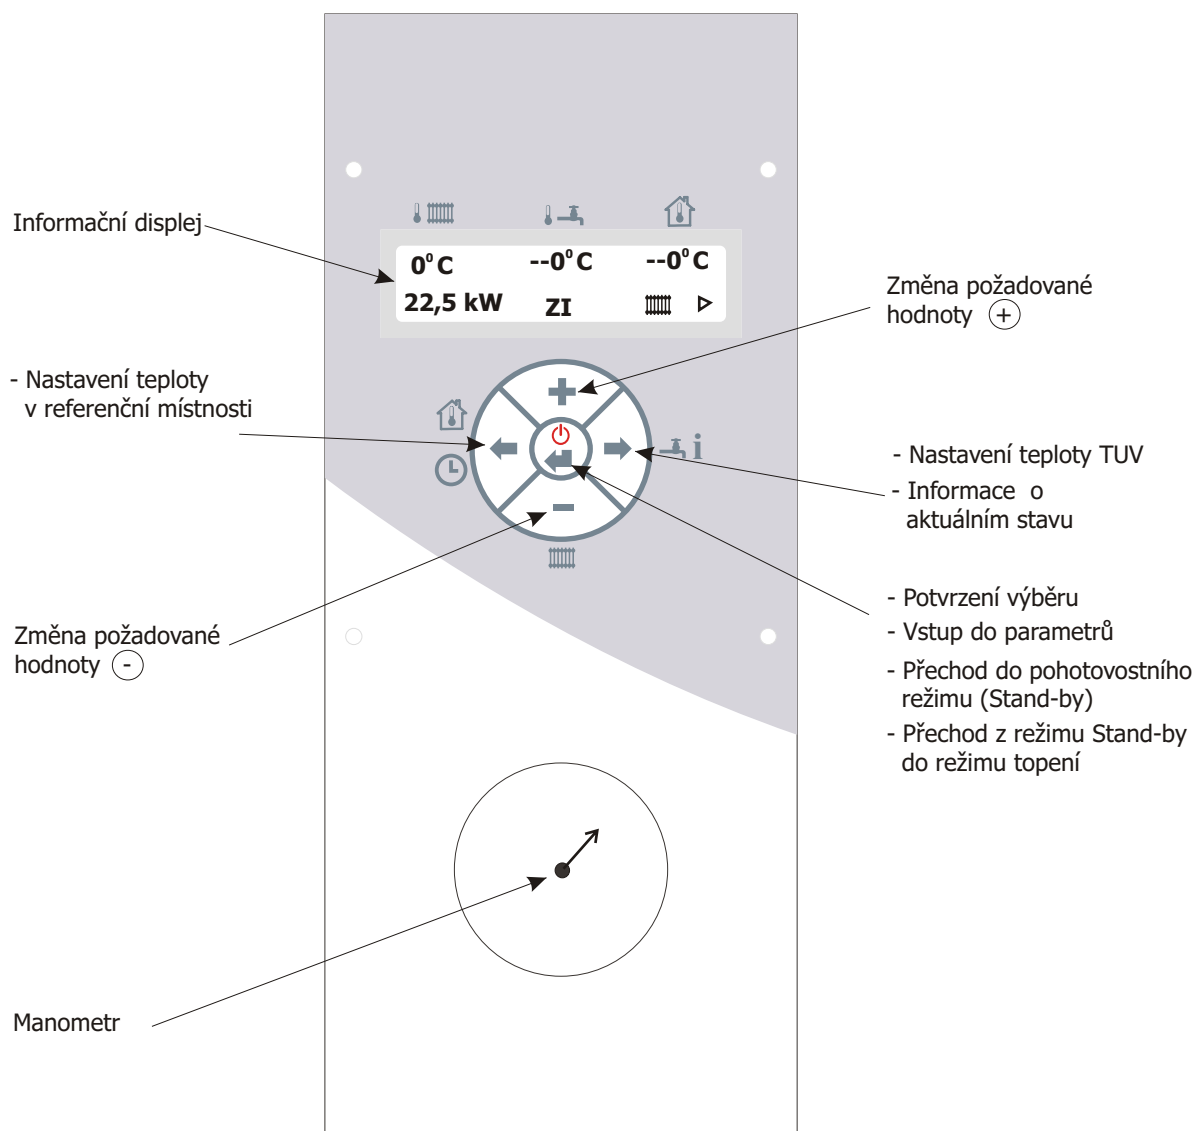 Informační displej
0°C --0°C --0°C
22,5 kW ZI
Změna požadované
hodnoty +
- Nastavení teploty
v referenční místnosti
i
- Nastavení teploty TUV
- Informace o
aktuálním stavu
Změna požadované
hodnoty -
- Potvrzení výběru
- Vstup do parametrů
- Přechod do pohotovostního
režimu (Stand-by)
- Přechod z režimu Stand-by
do režimu topení
Manometr